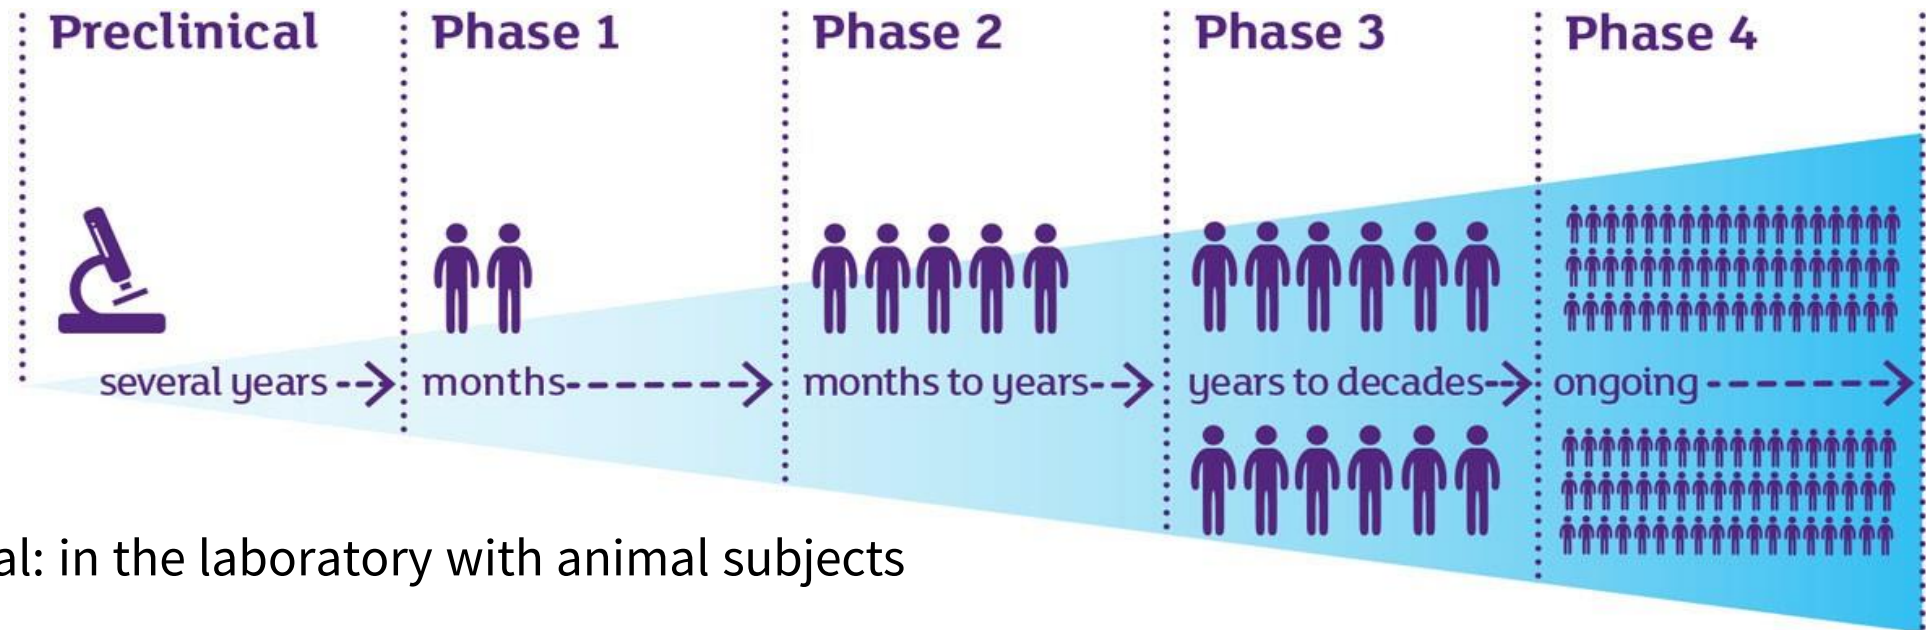 Preclinical
Phase 1
Phase 2
Phase 3
Phase 4
several years
months
months to years
years to decades
ongoing
al: in the laboratory with animal subjects